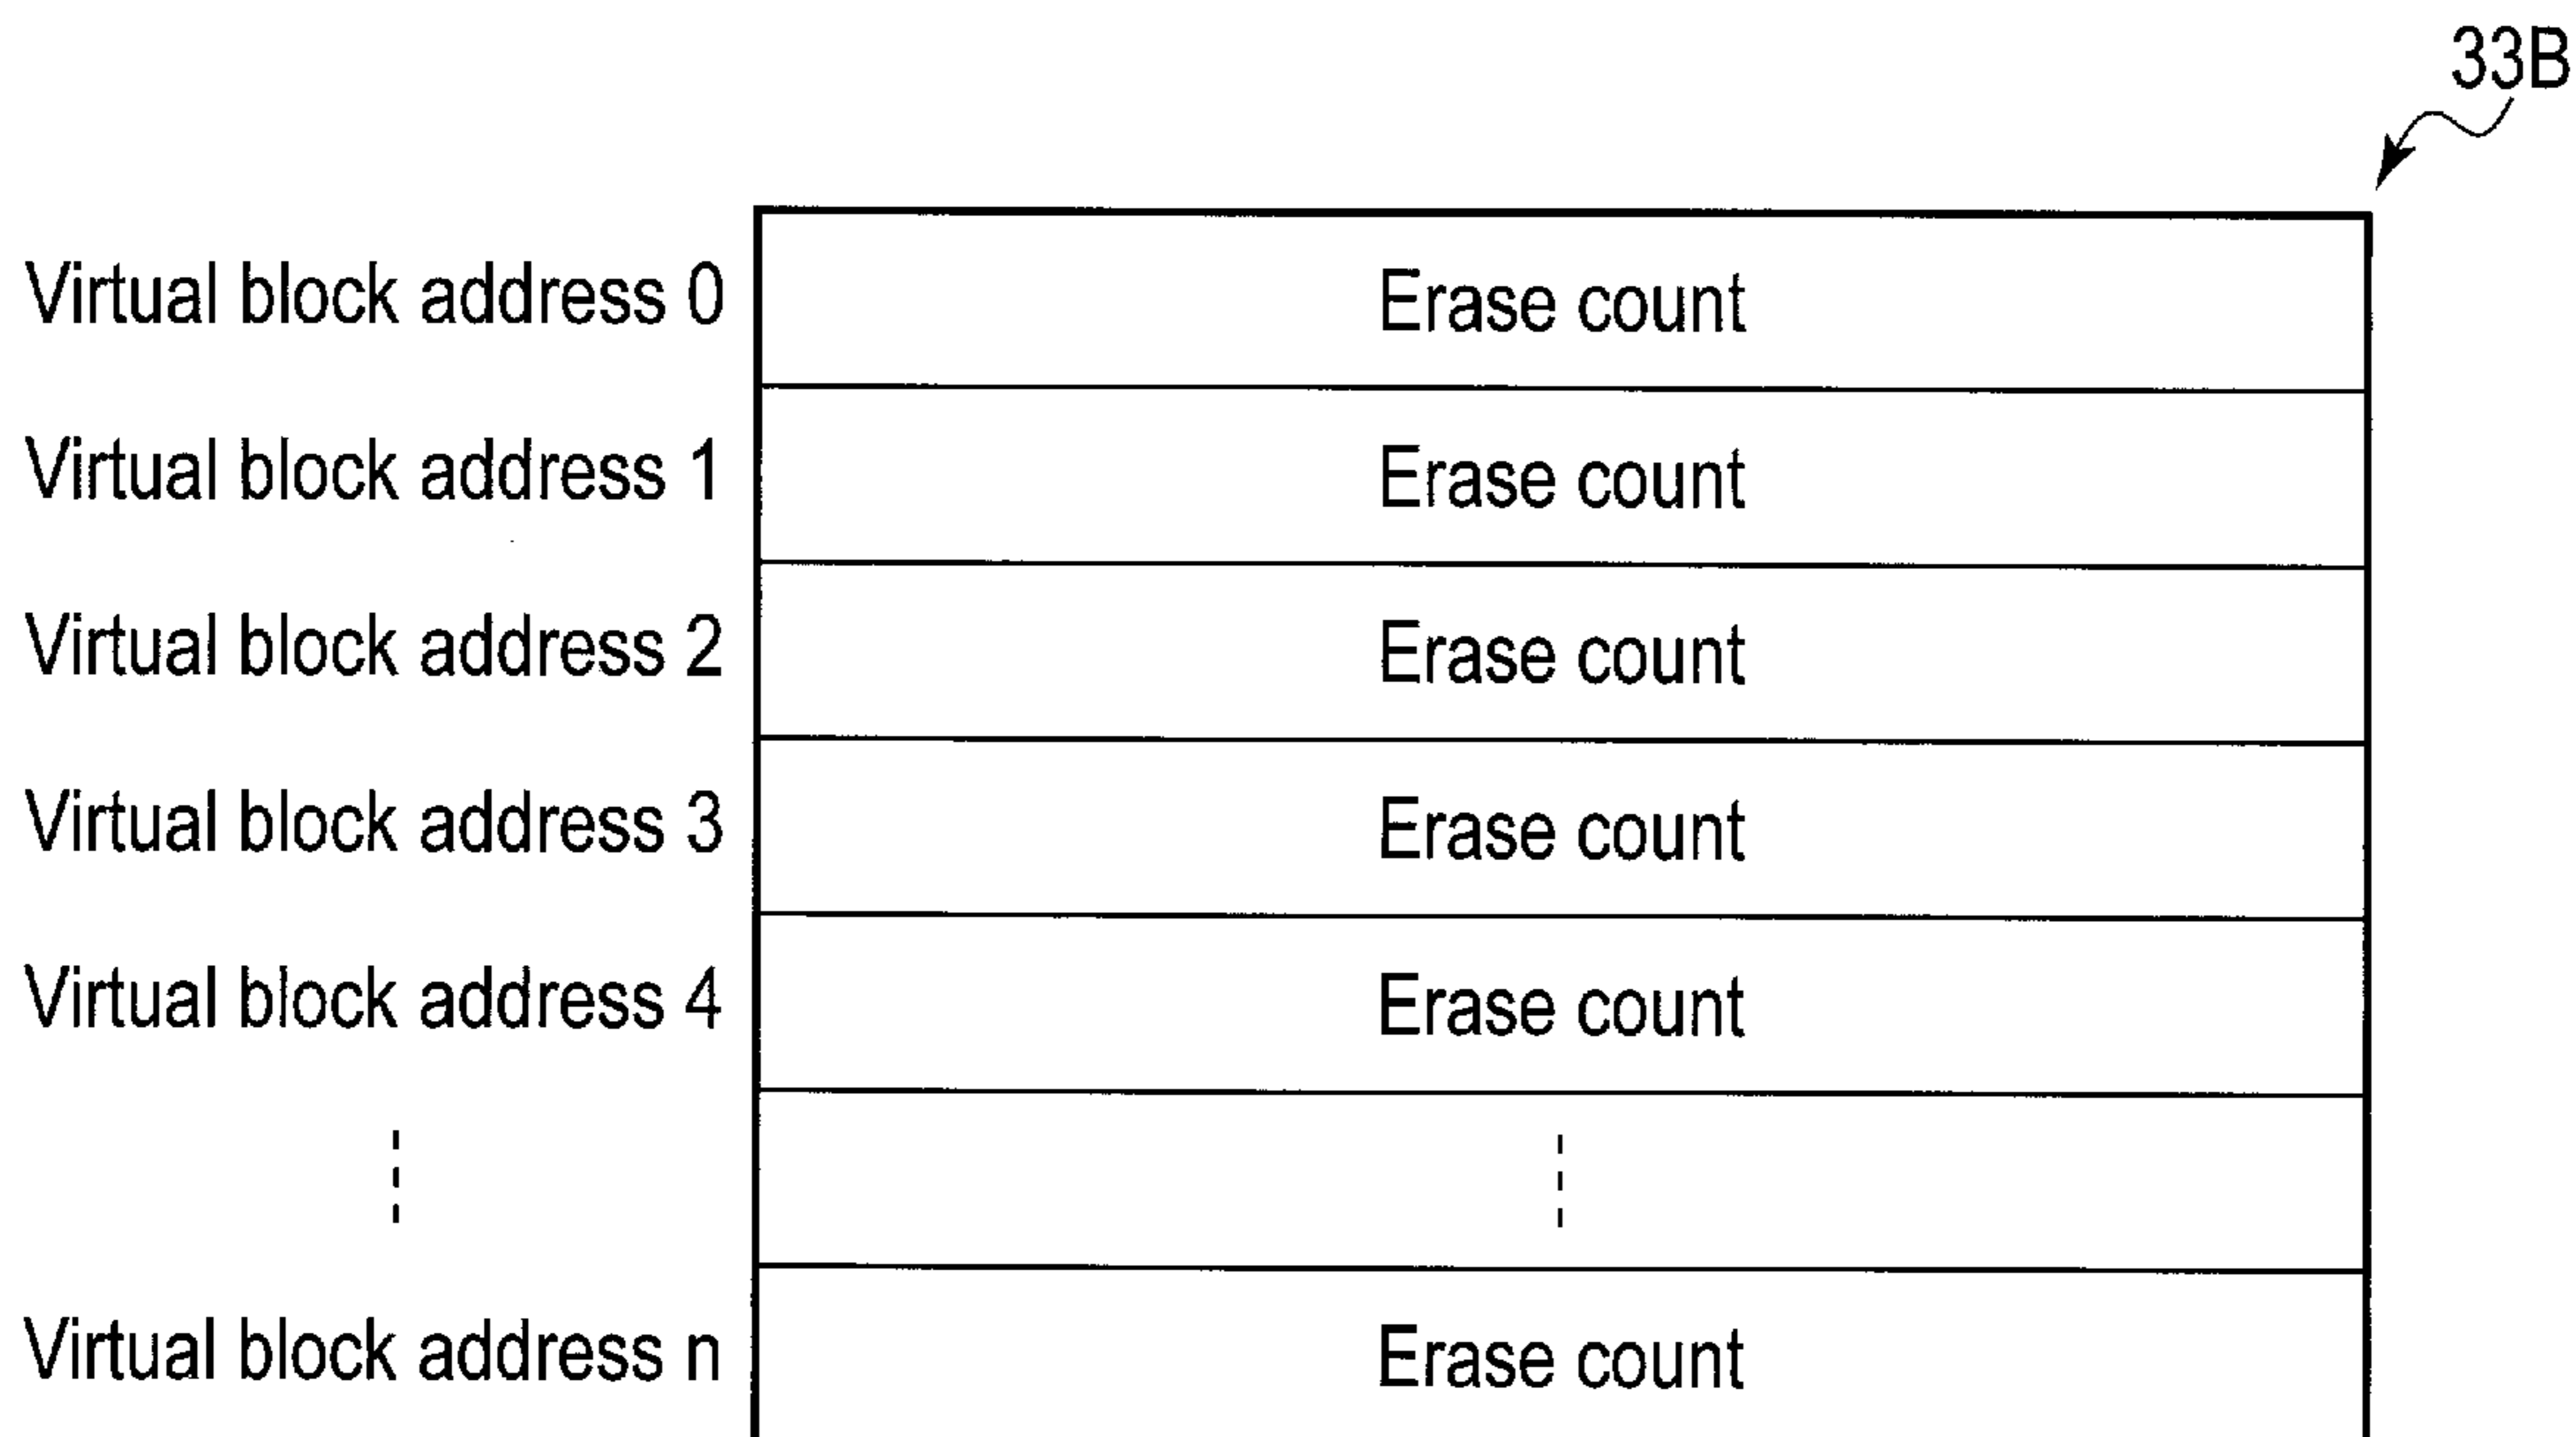 33B
Virtual block address 0 Erase count
Virtual block address 1 Erase count
Virtual block address 2 Erase count
Virtual block address 3 Erase count
Virtual block address 4 Erase count
Virtual block address n Erase count